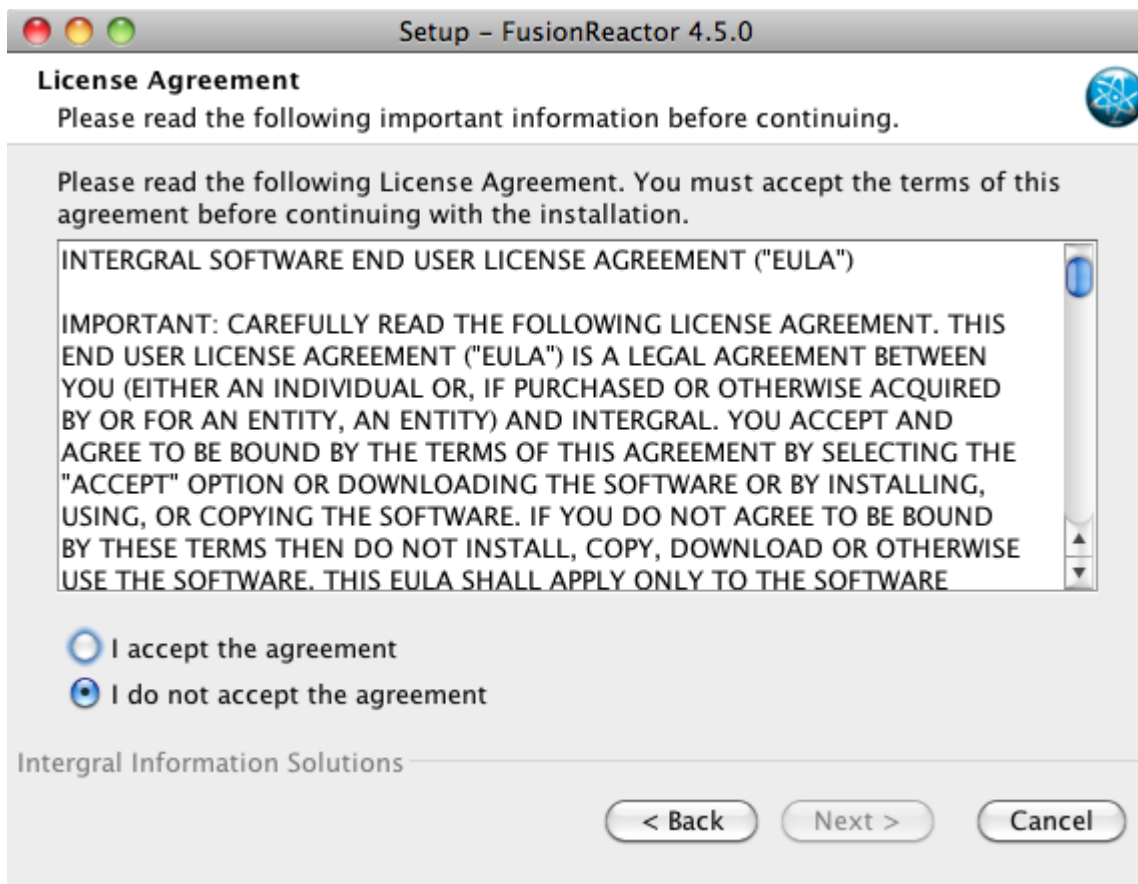 Setup – FusionReactor 4.5.0
License Agreement
Please read the following important information before continuing.
Please read the following License Agreement. You must accept the terms of this
agreement before continuing with the installation.
INTERGRAL SOFTWARE END USER LICENSE AGREEMENT ("EULA")
IMPORTANT: CAREFULLY READ THE FOLLOWING LICENSE AGREEMENT. THIS
END USER LICENSE AGREEMENT ("EULA") IS A LEGAL AGREEMENT BETWEEN
YOU (EITHER AN INDIVIDUAL OR, IF PURCHASED OR OTHERWISE ACQUIRED
BY OR FOR AN ENTITY, AN ENTITY) AND INTERGRAL. YOU ACCEPT AND
AGREE TO BE BOUND BY THE TERMS OF THIS AGREEMENT BY SELECTING THE
"ACCEPT" OPTION OR DOWNLOADING THE SOFTWARE OR BY INSTALLING,
USING, OR COPYING THE SOFTWARE. IF YOU DO NOT AGREE TO BE BOUND
BY THESE TERMS THEN DO NOT INSTALL, COPY, DOWNLOAD OR OTHERWISE
USE THE SOFTWARE. THIS EULA SHALL APPLY ONLY TO THE SOFTWARE
I accept the agreement
I do not accept the agreement
Intergral Information Solutions
< Back Next > Cancel